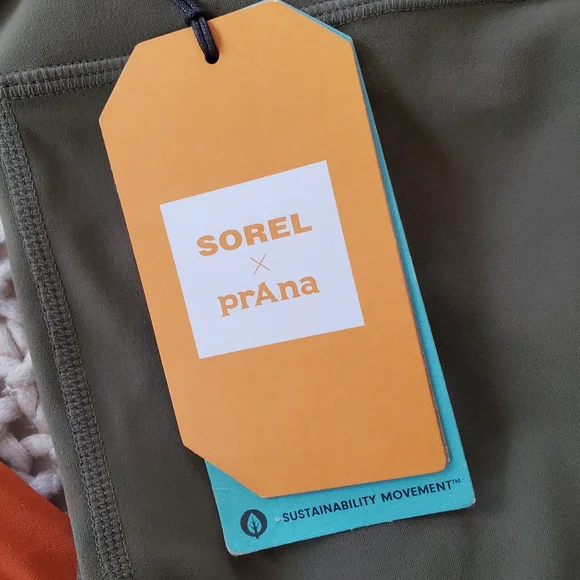 SOREL
×
prAna
SUSTAINABILITY MOVEMENT™